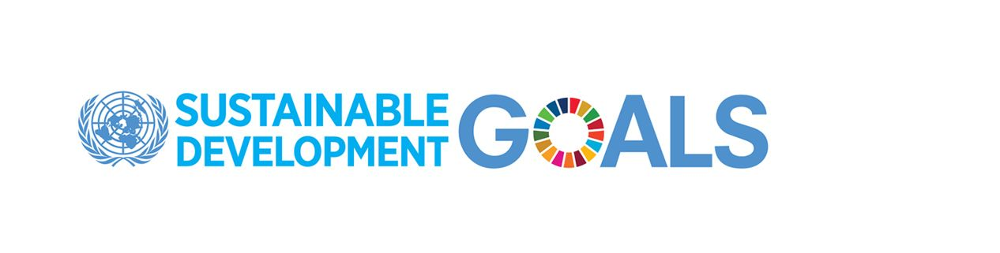 SUSTAINABLE
DEVELOPMENT
GOALS